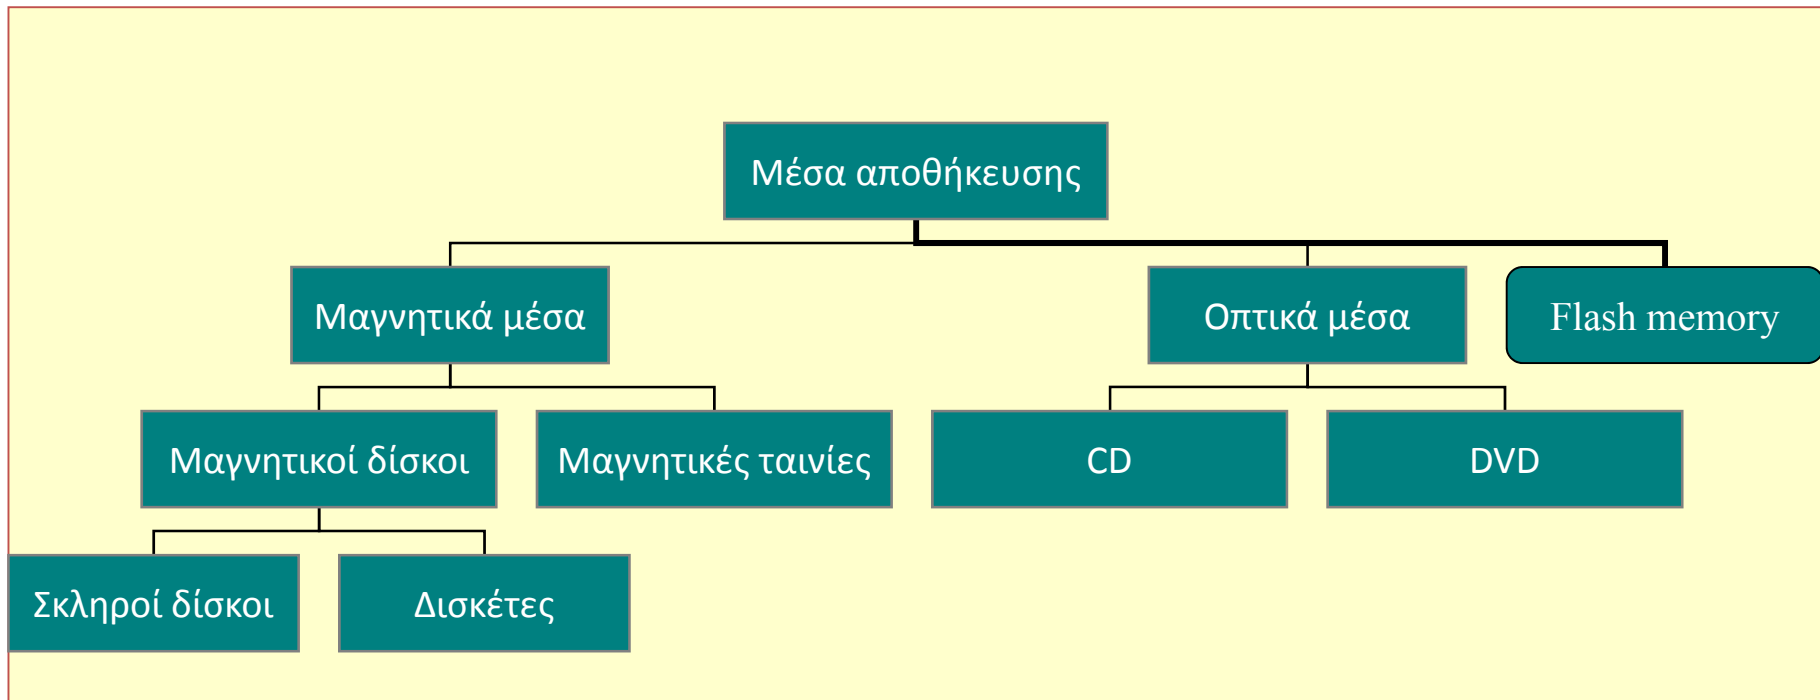 Μέσα αποθήκευσης
Μαγνητικά μέσα
Οπτικά μέσα
Flash memory
Μαγνητικοί δίσκοι
Μαγνητικές ταινίες
CD
DVD
Σκληροί δίσκοι
Δισκέτες